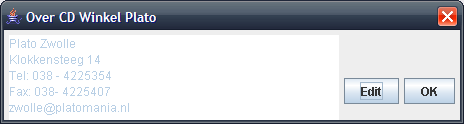 Over CD Winkel Plato
Plato Zwolle
Klokkensteeg 14
Tel: 038 - 4225354
Fax: 038- 4225407
zwolle@platomania.nl
Edit
OK